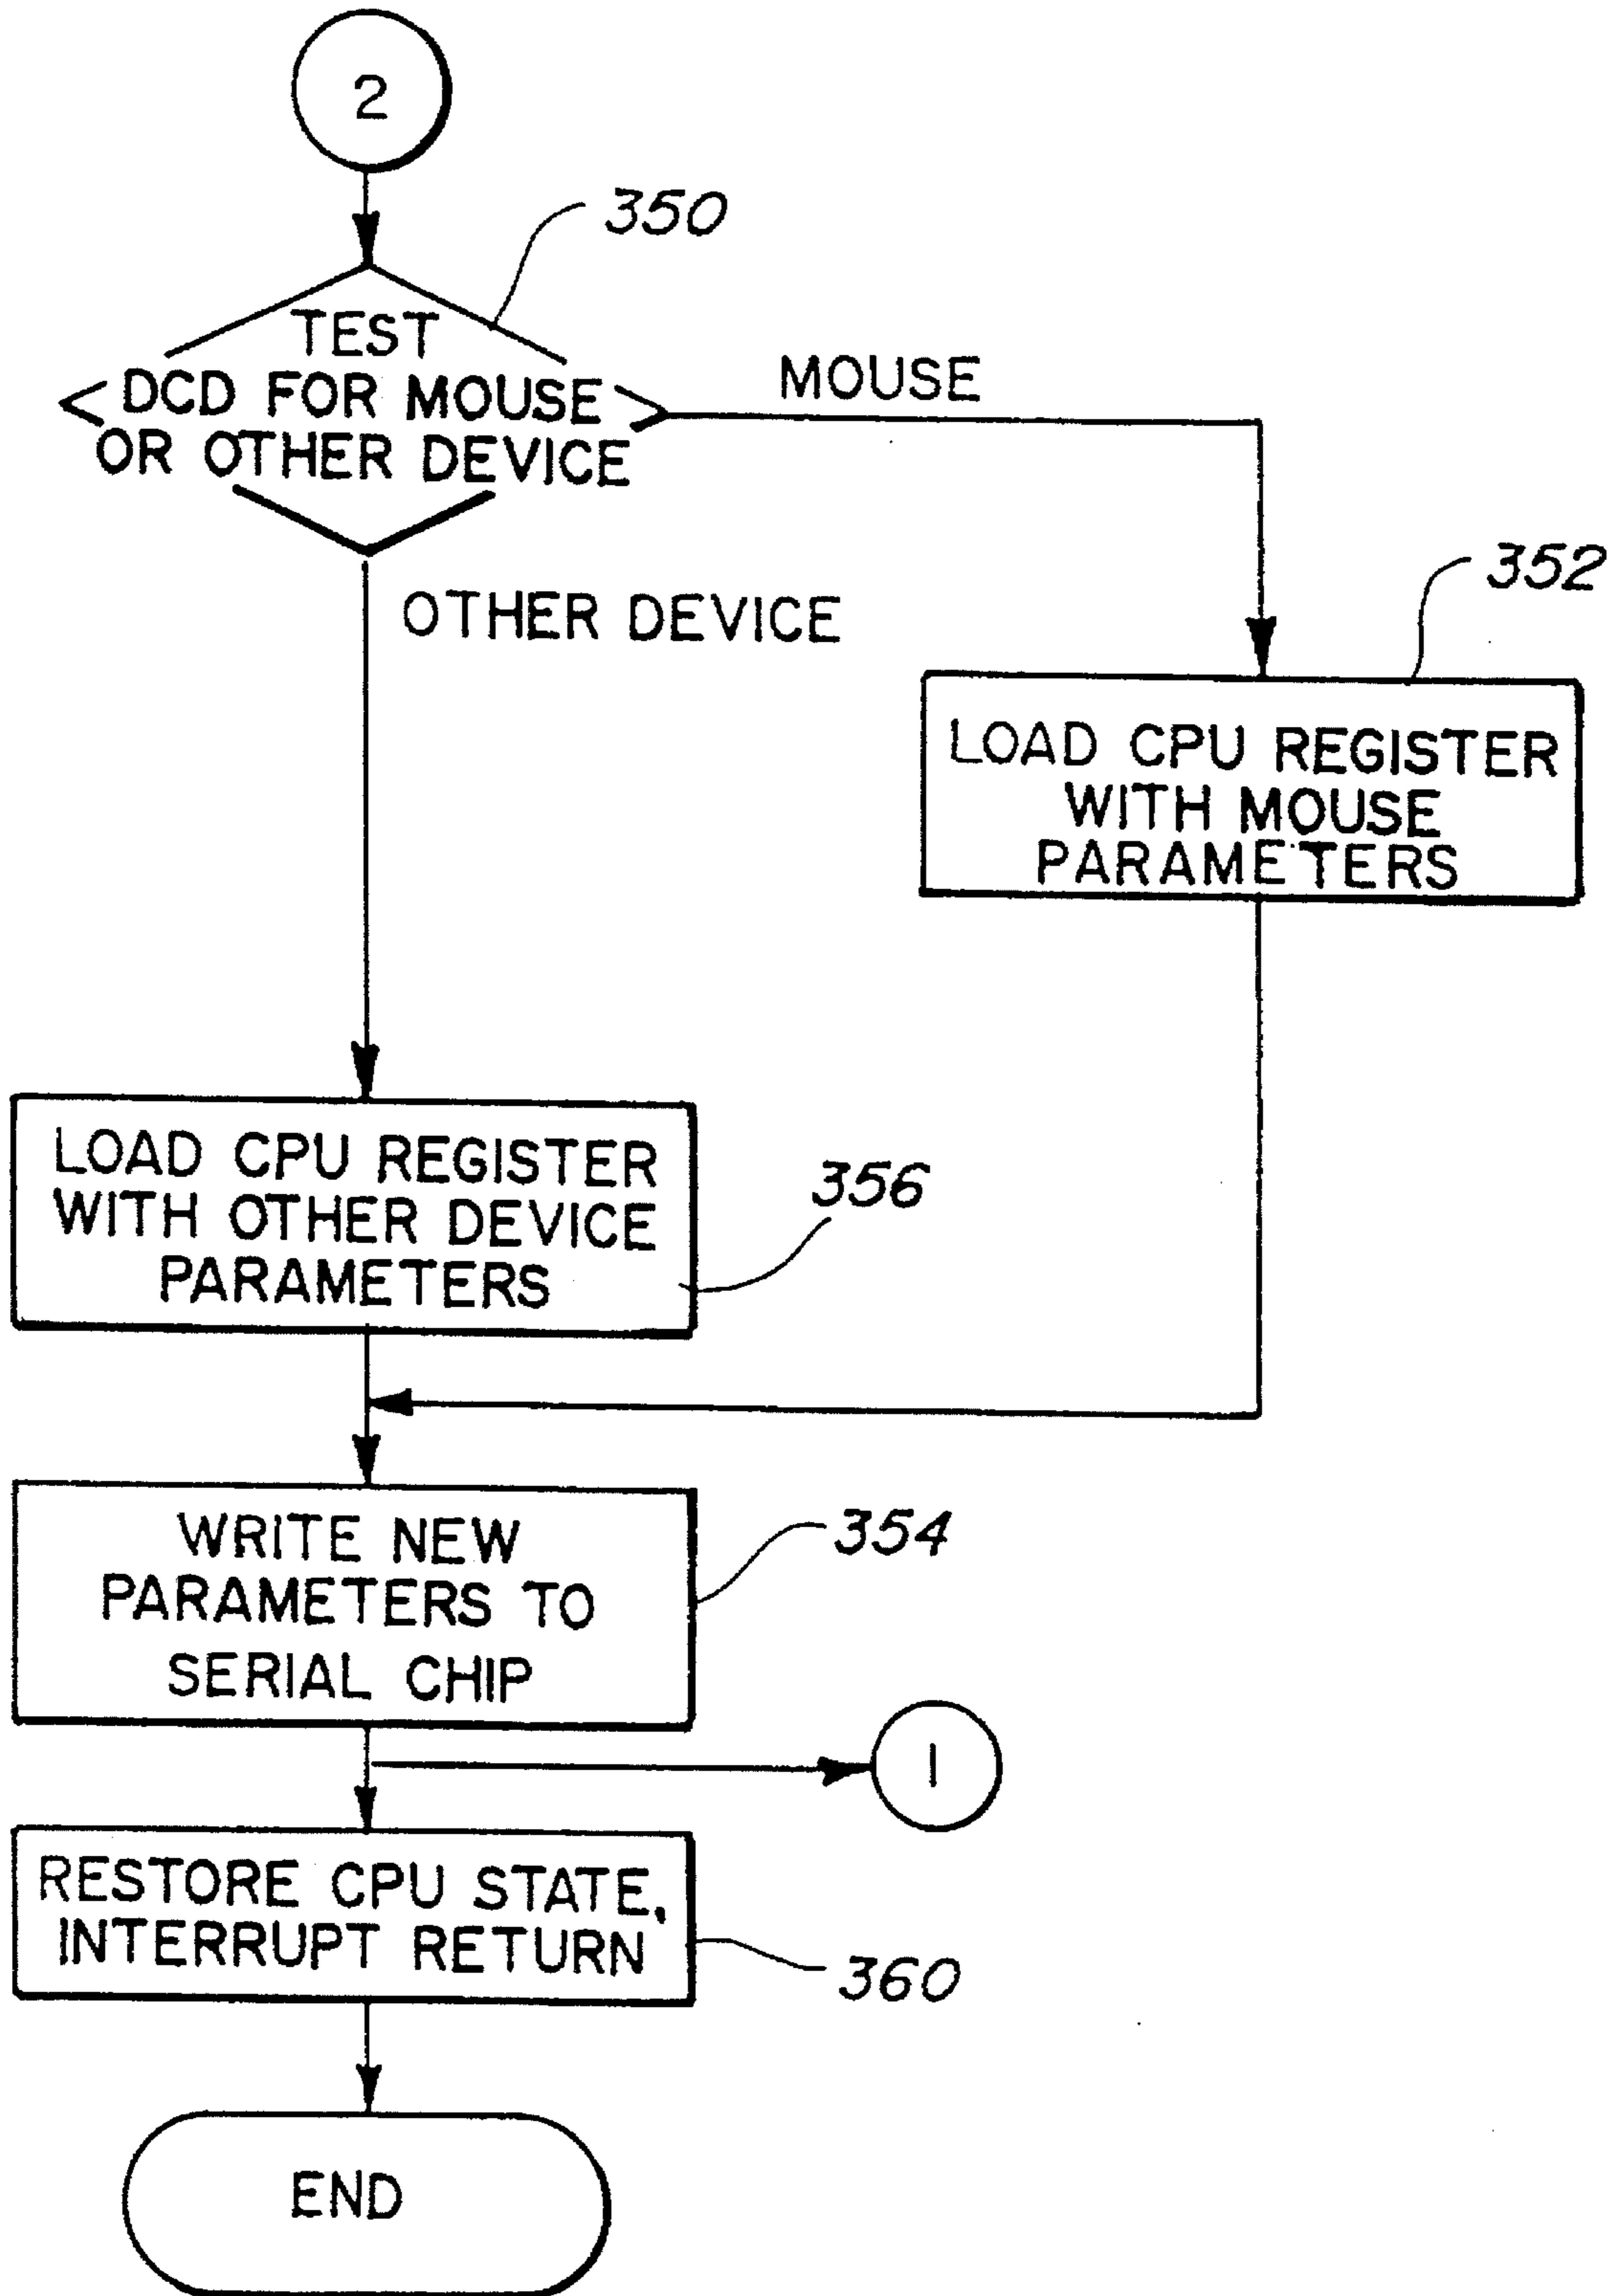 2
350
TEST
DCD FOR MOUSE
OR OTHER DEVICE
MOUSE
OTHER DEVICE
352
LOAD CPU REGISTER
WITH MOUSE
PARAMETERS
LOAD CPU REGISTER
WITH OTHER DEVICE
PARAMETERS
356
WRITE NEW
PARAMETERS TO
SERIAL CHIP
354
1
RESTORE CPU STATE,
INTERRUPT RETURN
360
END